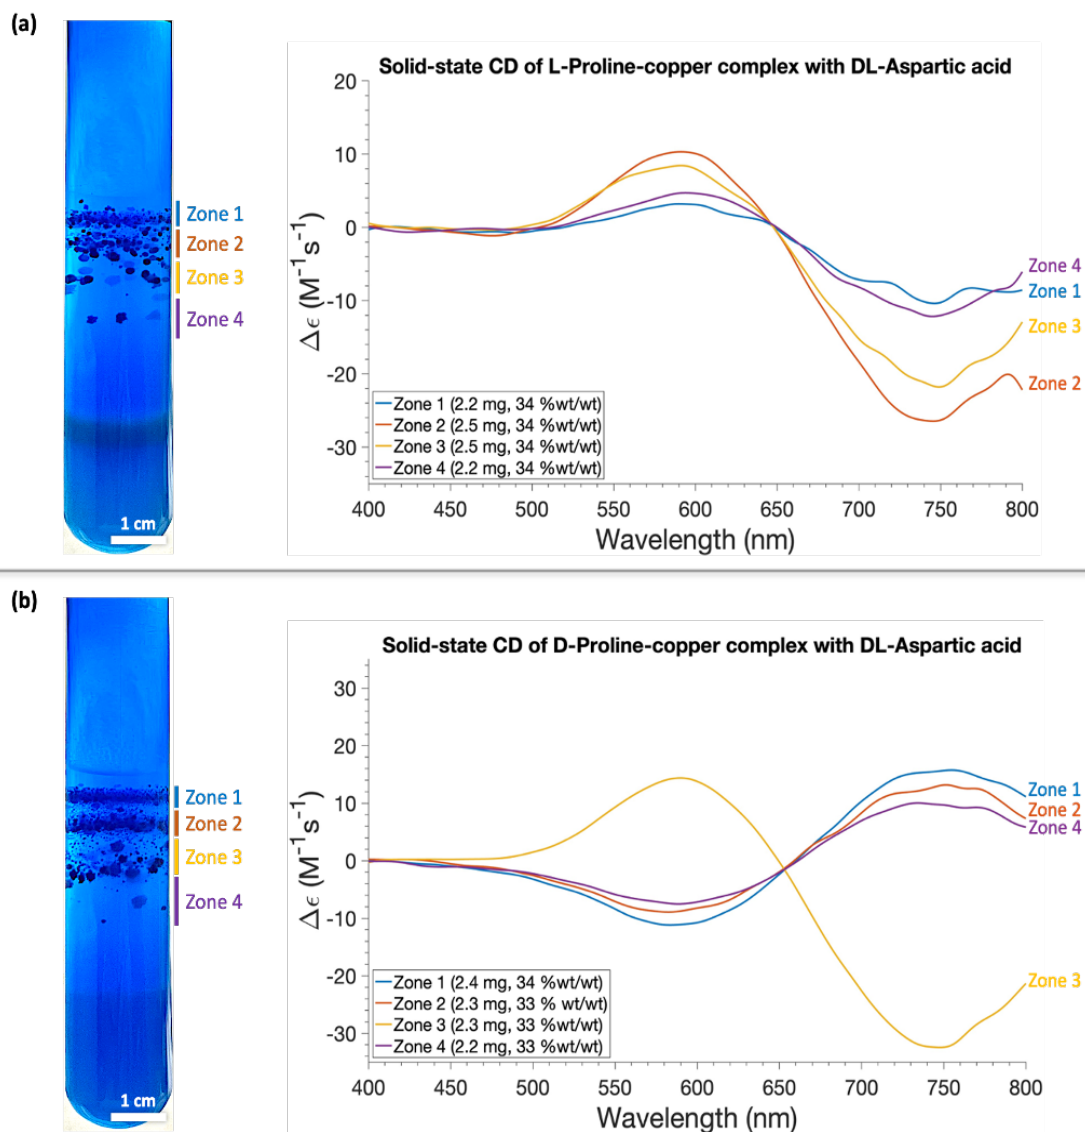 (a)
Zone 1
Zone 2
Zone 3
Zone 4
1 cm
Solid-state CD of L-Proline-copper complex with DL-Aspartic acid
20
10
0
-10
-20
-30
Δϵ (M⁻¹s⁻¹)
Zone 4
Zone 1
Zone 3
Zone 2
Zone 1 (2.2 mg, 34 %wt/wt)
Zone 2 (2.5 mg, 34 %wt/wt)
Zone 3 (2.5 mg, 34 %wt/wt)
Zone 4 (2.2 mg, 34 %wt/wt)
400 450 500 550 600 650 700 750 800
Wavelength (nm)
(b)
Zone 1
Zone 2
Zone 3
Zone 4
1 cm
Solid-state CD of D-Proline-copper complex with DL-Aspartic acid
30
20
10
0
-10
-20
-30
Δϵ (M⁻¹s⁻¹)
Zone 1
Zone 2
Zone 4
Zone 3
Zone 1 (2.4 mg, 34 %wt/wt)
Zone 2 (2.3 mg, 33 % wt/wt)
Zone 3 (2.3 mg, 33 %wt/wt)
Zone 4 (2.2 mg, 33 %wt/wt)
400 450 500 550 600 650 700 750 800
Wavelength (nm)